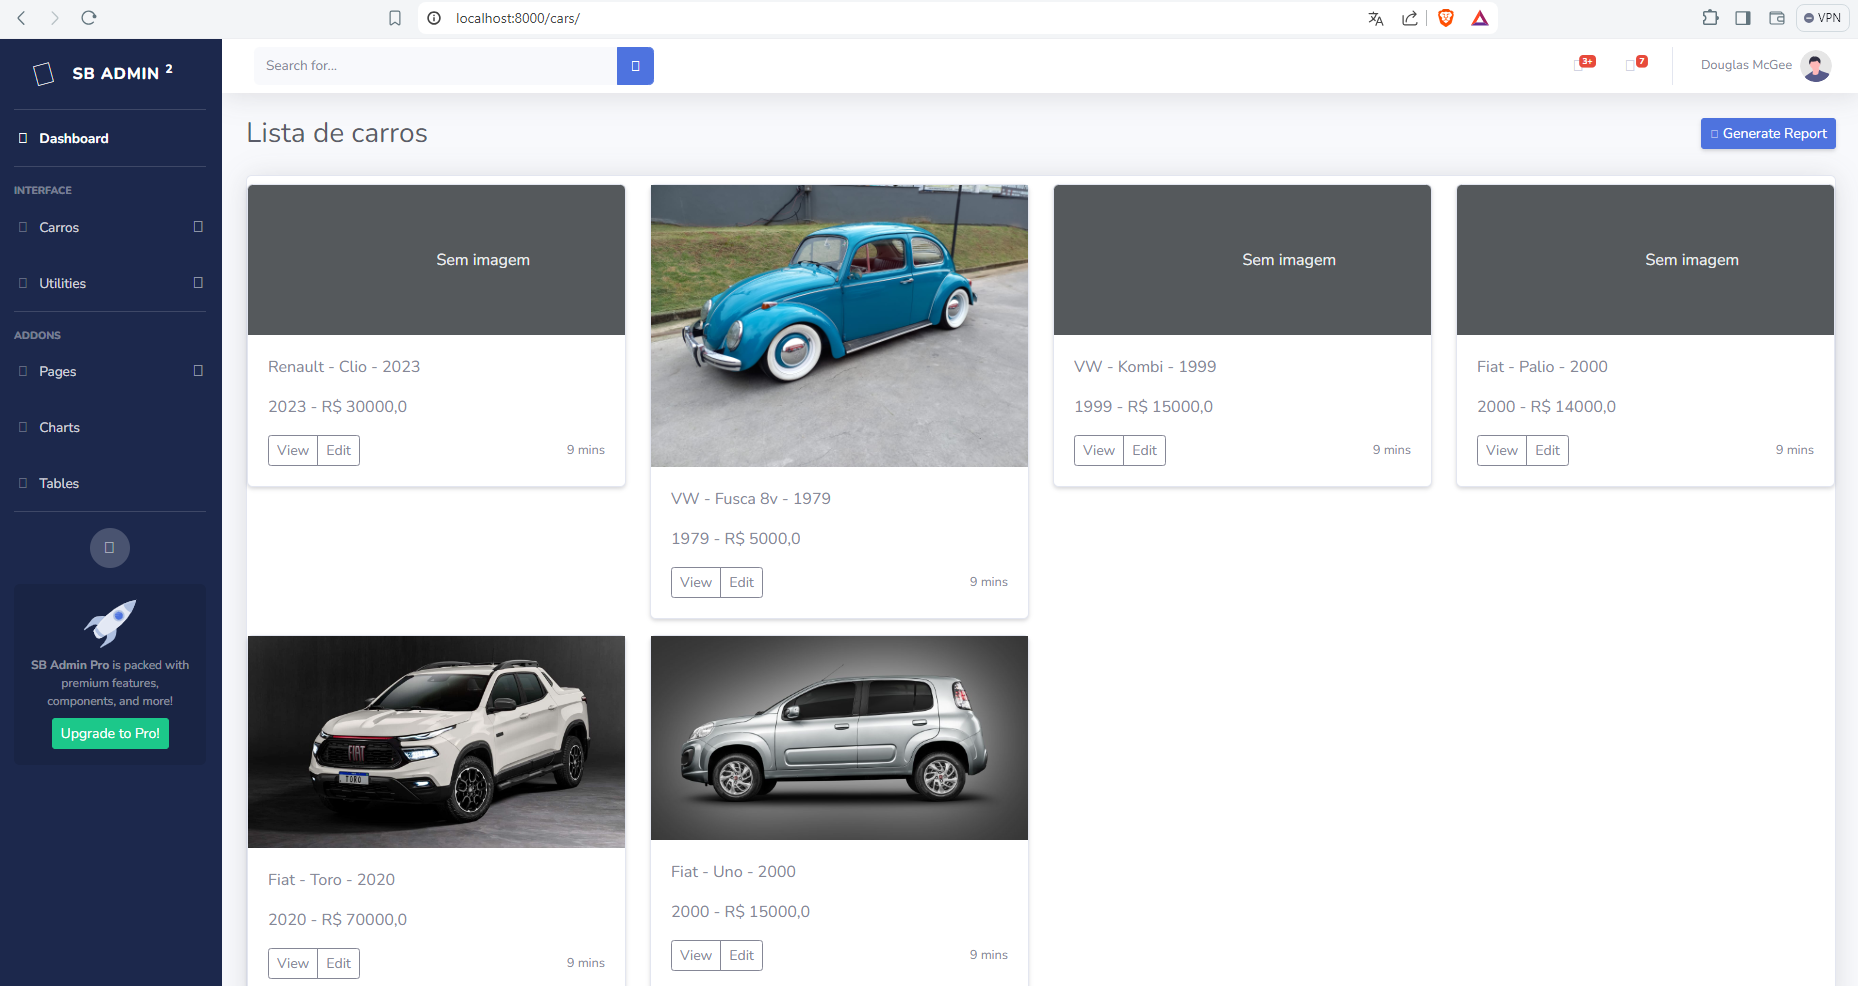 localhost:8000/cars/
VPN
SB ADMIN 2
Search for...
3+
7
Douglas McGee
Dashboard
INTERFACE
Carros
Utilities
ADDONS
Pages
Charts
Tables
SB Admin Pro is packed with
premium features,
components, and more!
Upgrade to Pro!
Lista de carros
Generate Report
Sem imagem
Renault - Clio - 2023
2023 - R$ 30000,0
View Edit 9 mins
VW - Fusca 8v - 1979
1979 - R$ 5000,0
View Edit 9 mins
Sem imagem
VW - Kombi - 1999
1999 - R$ 15000,0
View Edit 9 mins
Sem imagem
Fiat - Palio - 2000
2000 - R$ 14000,0
View Edit 9 mins
FIAT
TORO
Fiat - Toro - 2020
2020 - R$ 70000,0
View Edit 9 mins
Fiat - Uno - 2000
2000 - R$ 15000,0
View Edit 9 mins